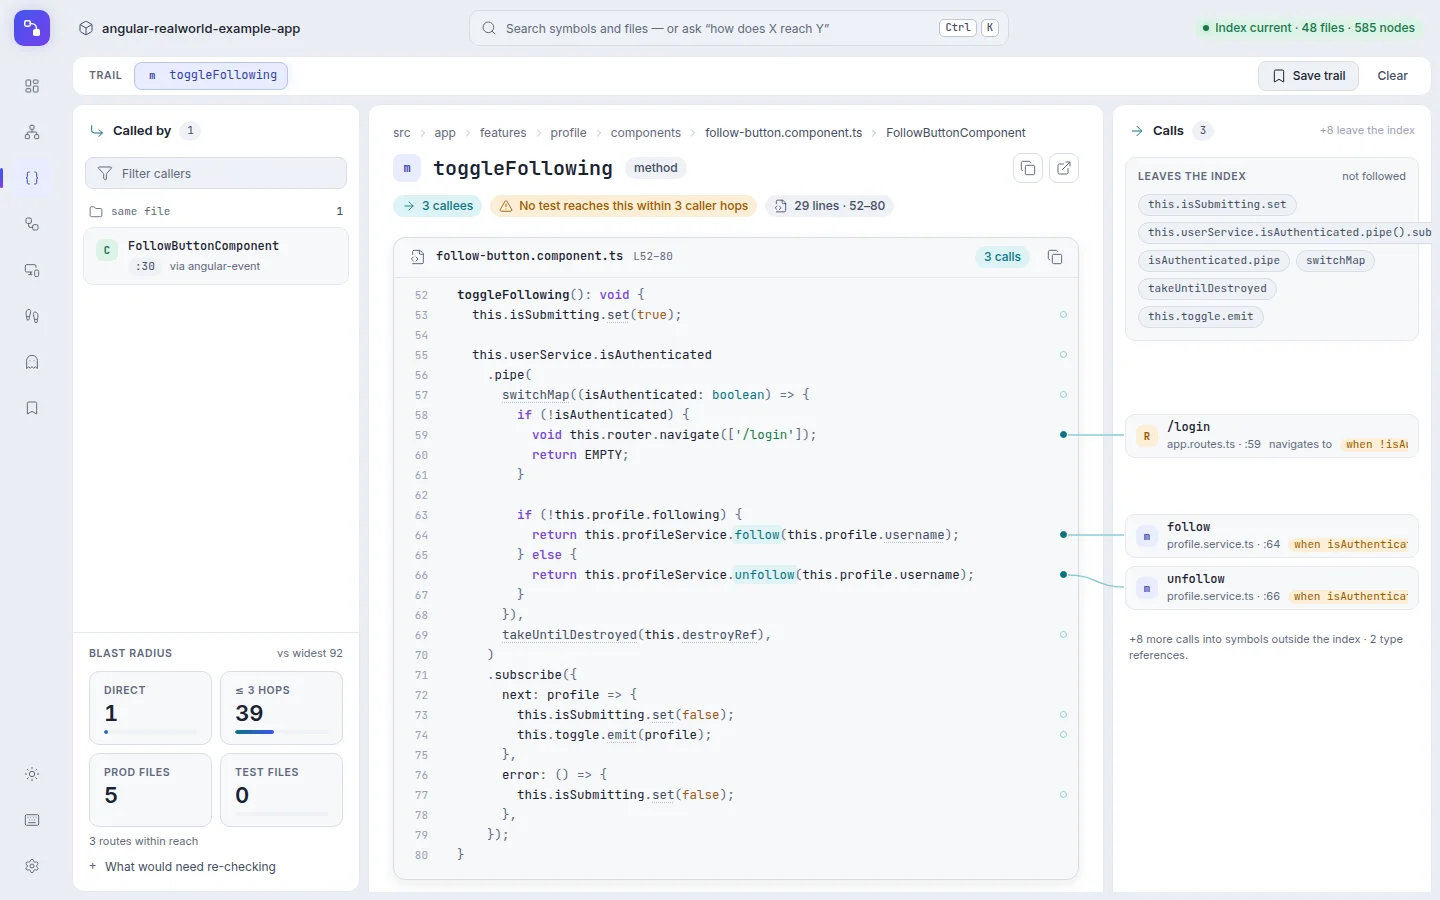 angular-realworld-example-app
Search symbols and files — or ask “how does X reach Y”
Ctrl K
Index current · 48 files · 585 nodes
TRAIL
m toggleFollowing
Save trail
Clear
Called by 1
Filter callers
same file 1
C FollowButtonComponent
:30 via angular-event
BLAST RADIUS vs widest 92
DIRECT
1
≤ 3 HOPS
39
PROD FILES
5
TEST FILES
0
3 routes within reach
+ What would need re-checking
src > app > features > profile > components > follow-button.component.ts > FollowButtonComponent
m toggleFollowing method
3 callees
No test reaches this within 3 caller hops
29 lines · 52–80
follow-button.component.ts L52–80
3 calls
52 toggleFollowing(): void {
53 this.isSubmitting.set(true);
54
55 this.userService.isAuthenticated
56 .pipe(
57 switchMap((isAuthenticated: boolean) => {
58 if (!isAuthenticated) {
59 void this.router.navigate(['/login']);
60 return EMPTY;
61 }
62
63 if (!this.profile.following) {
64 return this.profileService.follow(this.profile.username);
65 } else {
66 return this.profileService.unfollow(this.profile.username);
67 }
68 }),
69 takeUntilDestroyed(this.destroyRef),
70 )
71 .subscribe({
72 next: profile => {
73 this.isSubmitting.set(false);
74 this.toggle.emit(profile);
75 },
76 error: () => {
77 this.isSubmitting.set(false);
78 },
79 });
80 }
Calls 3
+8 leave the index
LEAVES THE INDEX not followed
this.isSubmitting.set
this.userService.isAuthenticated.pipe().sub
isAuthenticated.pipe
switchMap
takeUntilDestroyed
this.toggle.emit
R /login
app.routes.ts · :59 navigates to when !isAu
m follow
profile.service.ts · :64 when isAuthenticat
m unfollow
profile.service.ts · :66 when isAuthenticat
+8 more calls into symbols outside the index · 2 type
references.